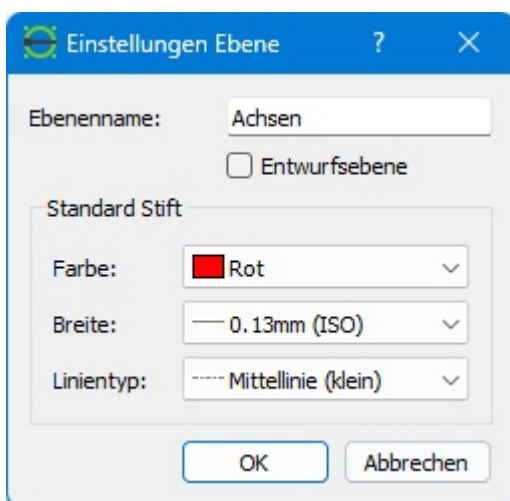 Einstellungen Ebene ?
Ebenenname: Achsen
Entwurfsebene
Standard Stift
Farbe: Rot
Breite: 0.13mm (ISO)
Linientyp: Mittellinie (klein)
OK Abbrechen